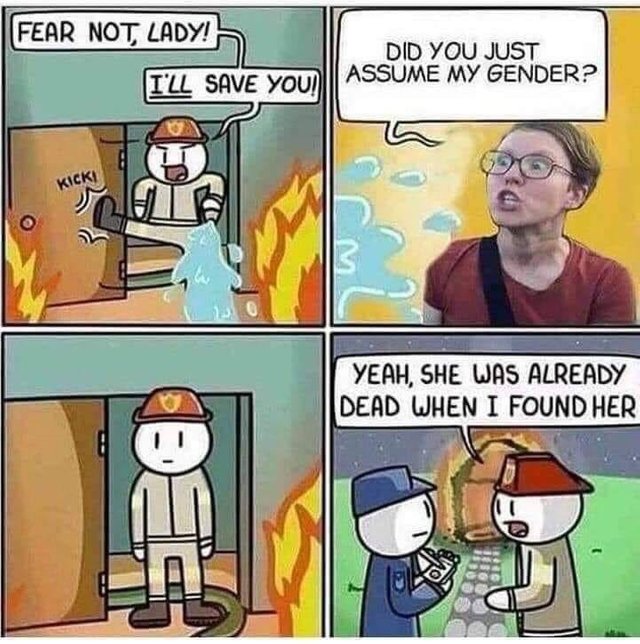 FEAR NOT, LADY!
I'LL SAVE YOU!
KICK!
DID YOU JUST
ASSUME MY GENDER?
YEAH, SHE WAS ALREADY
DEAD WHEN I FOUND HER